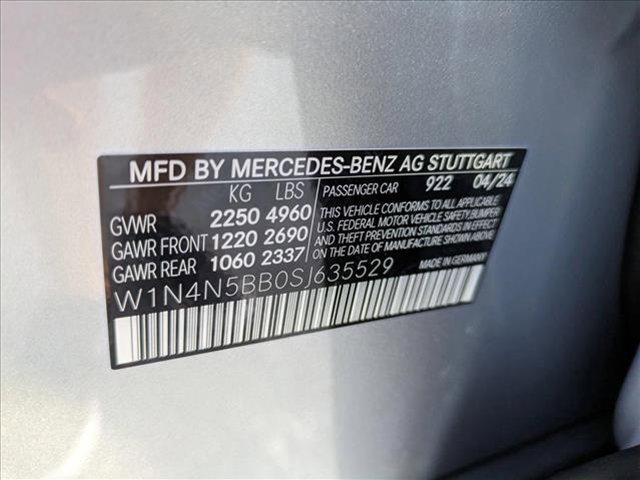 MFD BY MERCEDES-BENZ AG STUTTGART
KG LBS
GVWR 2250 4960
GAWR FRONT 1220 2690
GAWR REAR 1060 2337
PASSENGER CAR 922 04/24
THIS VEHICLE CONFORMS TO ALL APPLICABLE
U.S. FEDERAL MOTOR VEHICLE SAFETY, BUMPER
AND THEFT PREVENTION STANDARDS IN EFFECT
ON THE DATE OF MANUFACTURE SHOWN ABOVE.
W1N4N5BB0SJ635529
MADE IN GERMANY